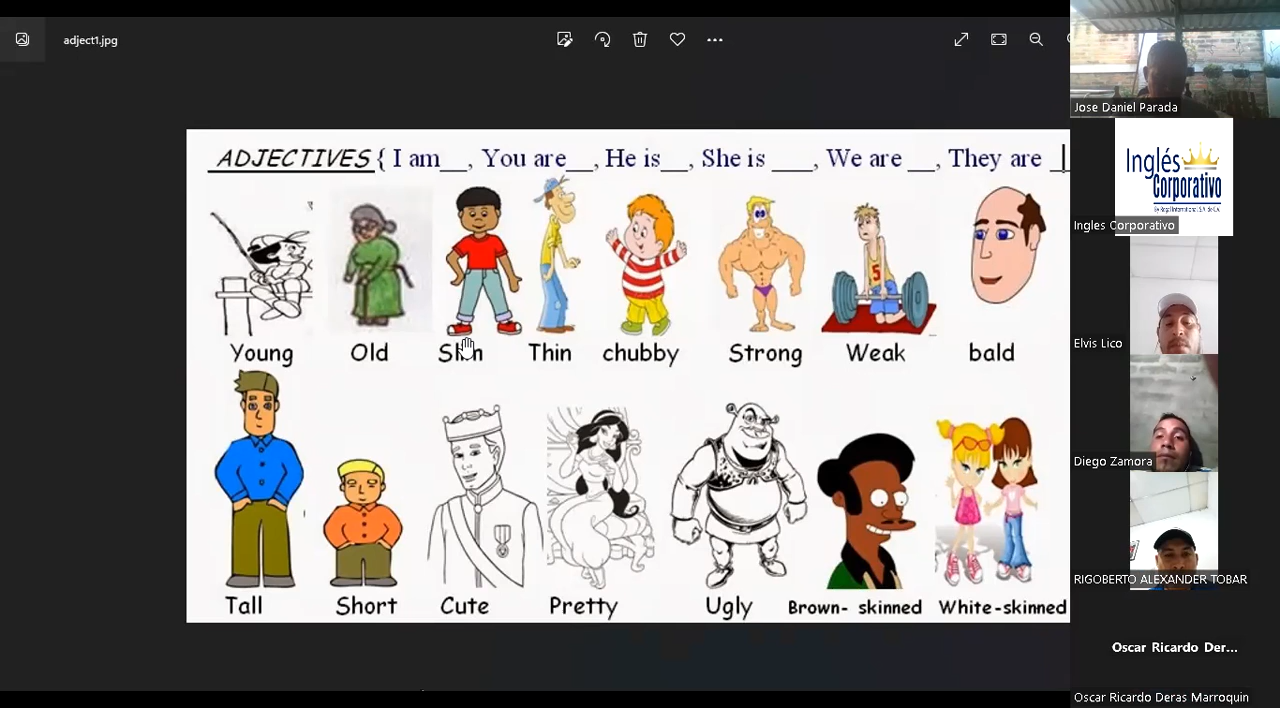 adject1.jpg
ADJECTIVES { I am__, You are__, He is__, She is ___, We are __, They are _
Young Old Thin chubby Strong Weak bald
Tall Short Cute Pretty Ugly Brown- skinned White-skinned
Jose Daniel Parada
Inglés
Corporativo
Ingles Corporativo
Elvis Lico
Diego Zamora
RIGOBERTO ALEXANDER TOBAR
Oscar Ricardo Der...
Oscar Ricardo Deras Marroquin